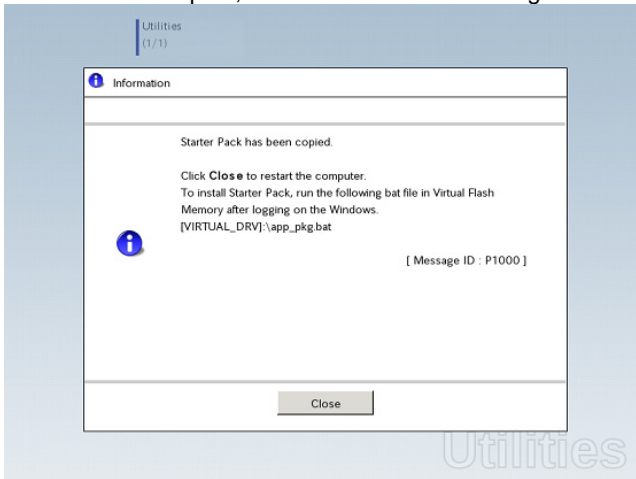 Utilities
(1/1)
Information
Starter Pack has been copied.
Click Close to restart the computer.
To install Starter Pack, run the following bat file in Virtual Flash
Memory after logging on the Windows.
[VIRTUAL_DRV]:\app_pkg.bat
[ Message ID : P1000 ]
Close
Utilities